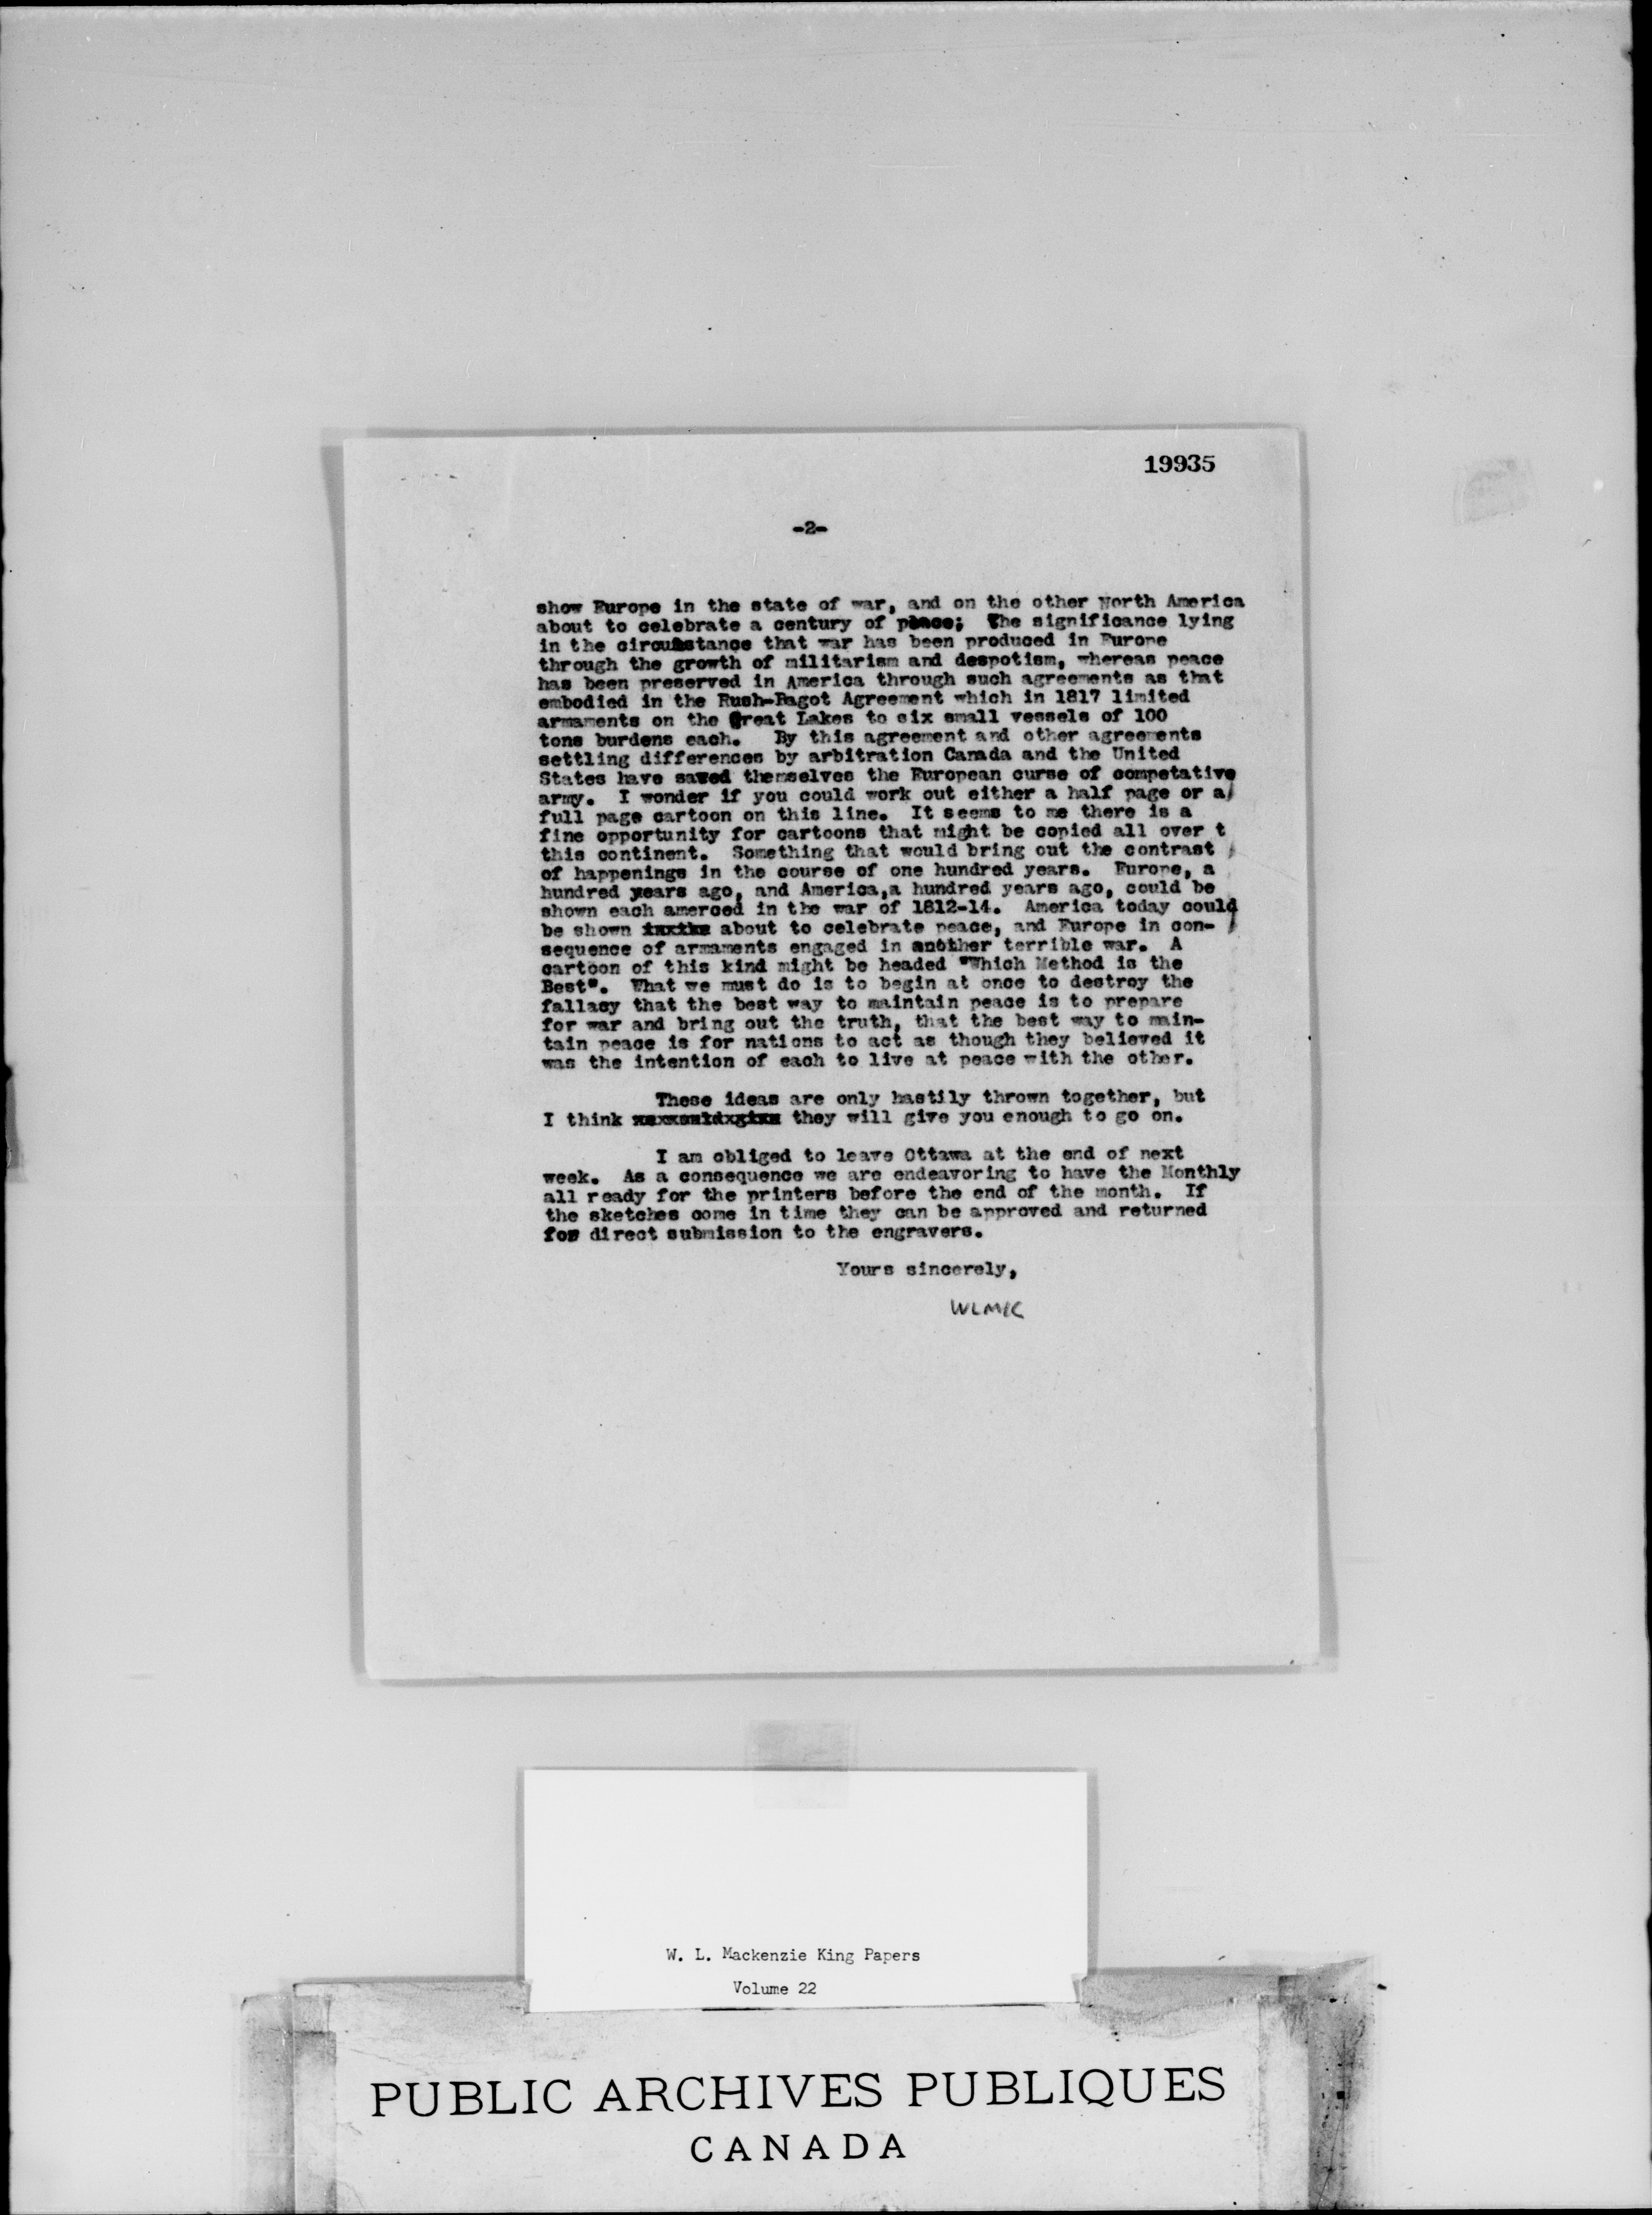 19935
-2-
show Europe in the state of war, and on the other North America
about to celebrate a century of peace; the significance lying
in the circumstance that war has been produced in Europe
through the growth of militarism and despotism, whereas peace
has been preserved in America through such agreements as that
embodied in the Rush-Bagot Agreement which in 1817 limited
armaments on the Great Lakes to six small vessels of 100
tons burdens each. By this agreement and other agreements
settling differences by arbitration Canada and the United
States have saved themselves the European curse of competative
army. I wonder if you could work out either a half page or a
full page cartoon on this line. It seems to me there is a
fine opportunity for cartoons that might be copied all over t
this continent. Something that would bring out the contrast
of happenings in the course of one hundred years. Europe, a
hundred years ago, and America,a hundred years ago, could be
shown each amerced in the war of 1812-14. America today could
be shown about to celebrate peace, and Europe in con-
sequence of armaments engaged in another terrible war. A
cartoon of this kind might be headed "Which Method is the
Best". What we must do is to begin at once to destroy the
fallasy that the best way to maintain peace is to prepare
for war and bring out the truth, that the best way to main-
tain peace is for nations to act as though they believed it
was the intention of each to live at peace with the other.
These ideas are only hastily thrown together, but
I think they will give you enough to go on.
I am obliged to leave Ottawa at the end of next
week. As a consequence we are endeavoring to have the Monthly
all ready for the printers before the end of the month. If
the sketches come in time they can be approved and returned
for direct submission to the engravers.
Yours sincerely,
WLMK
W. L. Mackenzie King Papers
Volume 22
PUBLIC ARCHIVES PUBLIQUES
CANADA